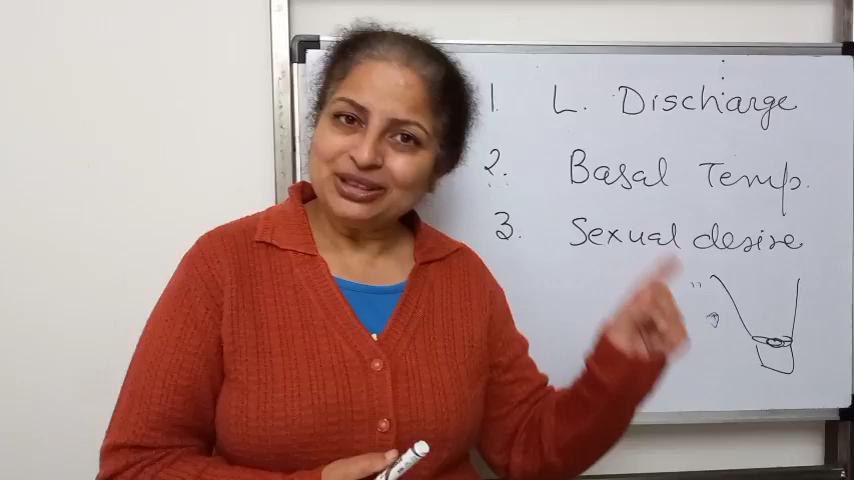 1. L. Discharge
2. Basal Temp.
3. Sexual desire